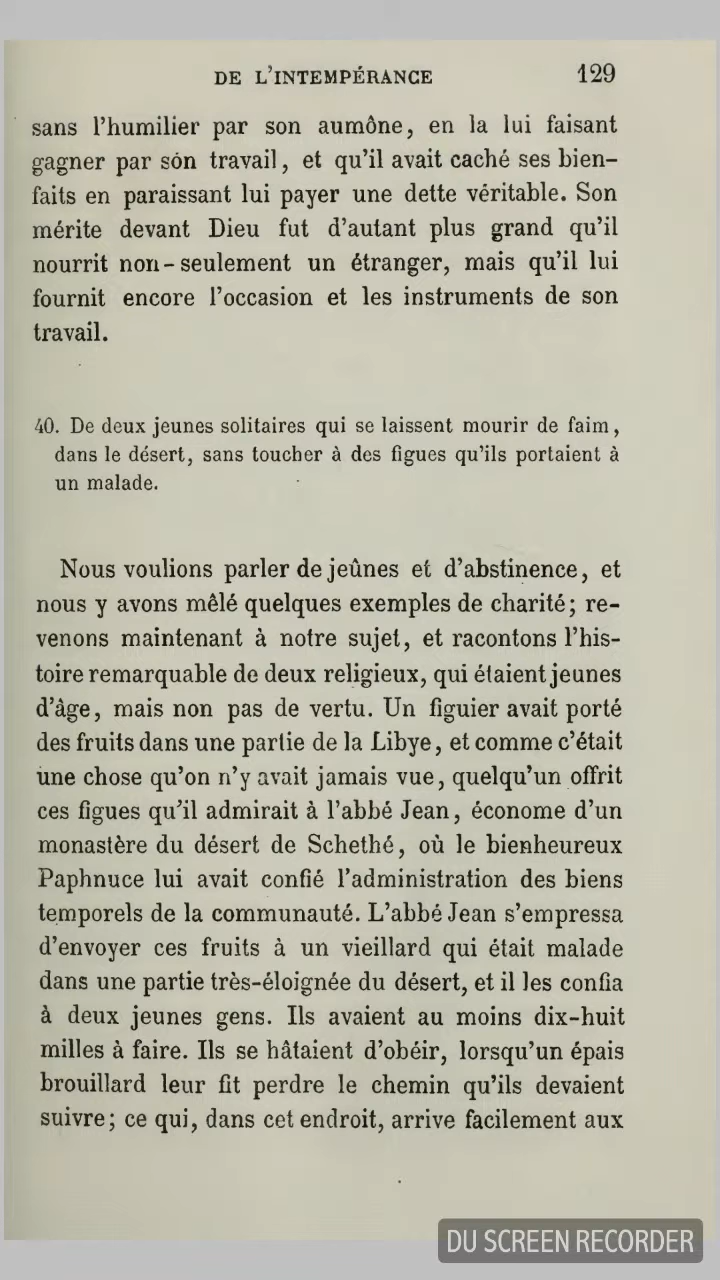 DE L'INTEMPÉRANCE 129
sans l'humilier par son aumône, en la lui faisant
gagner par són travail, et qu'il avait caché ses bien-
faits en paraissant lui payer une dette véritable. Son
mérite devant Dieu fut d'autant plus grand qu'il
nourrit non-seulement un étranger, mais qu'il lui
fournit encore l'occasion et les instruments de son
travail.
40. De deux jeunes solitaires qui se laissent mourir de faim,
dans le désert, sans toucher à des figues qu'ils portaient à
un malade.
Nous voulions parler de jeûnes et d'abstinence, et
nous y avons mêlé quelques exemples de charité; re-
venons maintenant à notre sujet, et racontons l'his-
toire remarquable de deux religieux, qui étaient jeunes
d'âge, mais non pas de vertu. Un figuier avait porté
des fruits dans une partie de la Libye, et comme c'était
une chose qu'on n'y avait jamais vue, quelqu'un offrit
ces figues qu'il admirait à l'abbé Jean, économe d'un
monastère du désert de Schethé, où le bienheureux
Paphnuce lui avait confié l'administration des biens
temporels de la communauté. L'abbé Jean s'empressa
d'envoyer ces fruits à un vieillard qui était malade
dans une partie très-éloignée du désert, et il les confia
à deux jeunes gens. Ils avaient au moins dix-huit
milles à faire. Ils se hâtaient d'obéir, lorsqu'un épais
brouillard leur fit perdre le chemin qu'ils devaient
suivre; ce qui, dans cet endroit, arrive facilement aux
DU SCREEN RECORDER